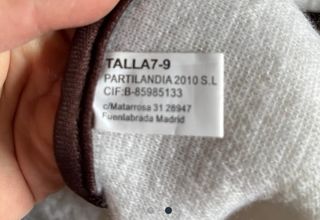 TALLA7-9
PARTILANDIA 2010 S.L
CIF:B-85985133
c/Matarrosa 31 28947
Fuenlabrada Madrid